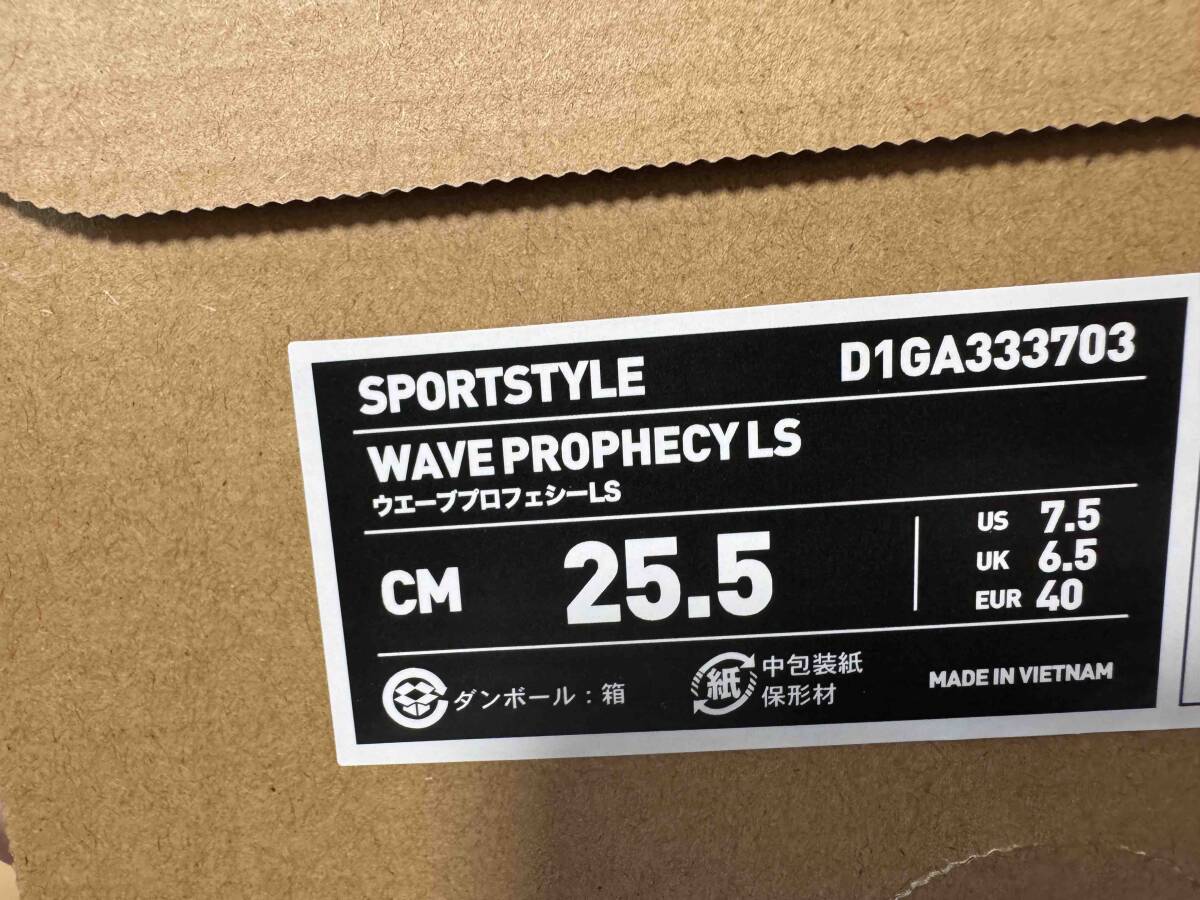 SPORTSTYLE D1GA333703
WAVE PROPHECY LS
ウエーブプロフェシーLS
CM 25.5
US 7.5
UK 6.5
EUR 40
ダンボール：箱
紙 中包装紙
保形材
MADE IN VIETNAM